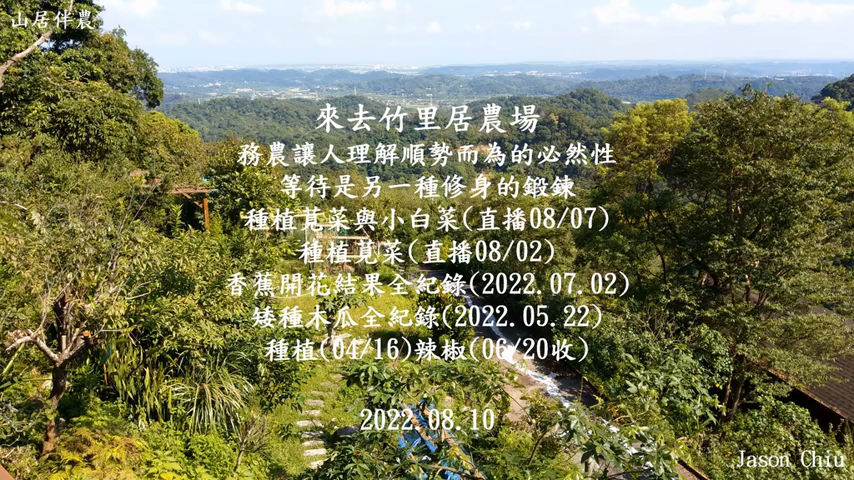 山居伴農
來去竹里居農場
務農讓人理解順勢而為的必然性
等待是另一種修身的鍛鍊
種植莧菜與小白菜(直播08/07)
種植莧菜(直播08/02)
香蕉開花結果全紀錄(2022.07.02)
矮種木瓜全紀錄(2022.05.22)
種植(04/16)辣椒(06/20收)
2022.08.10
Jason Chiu